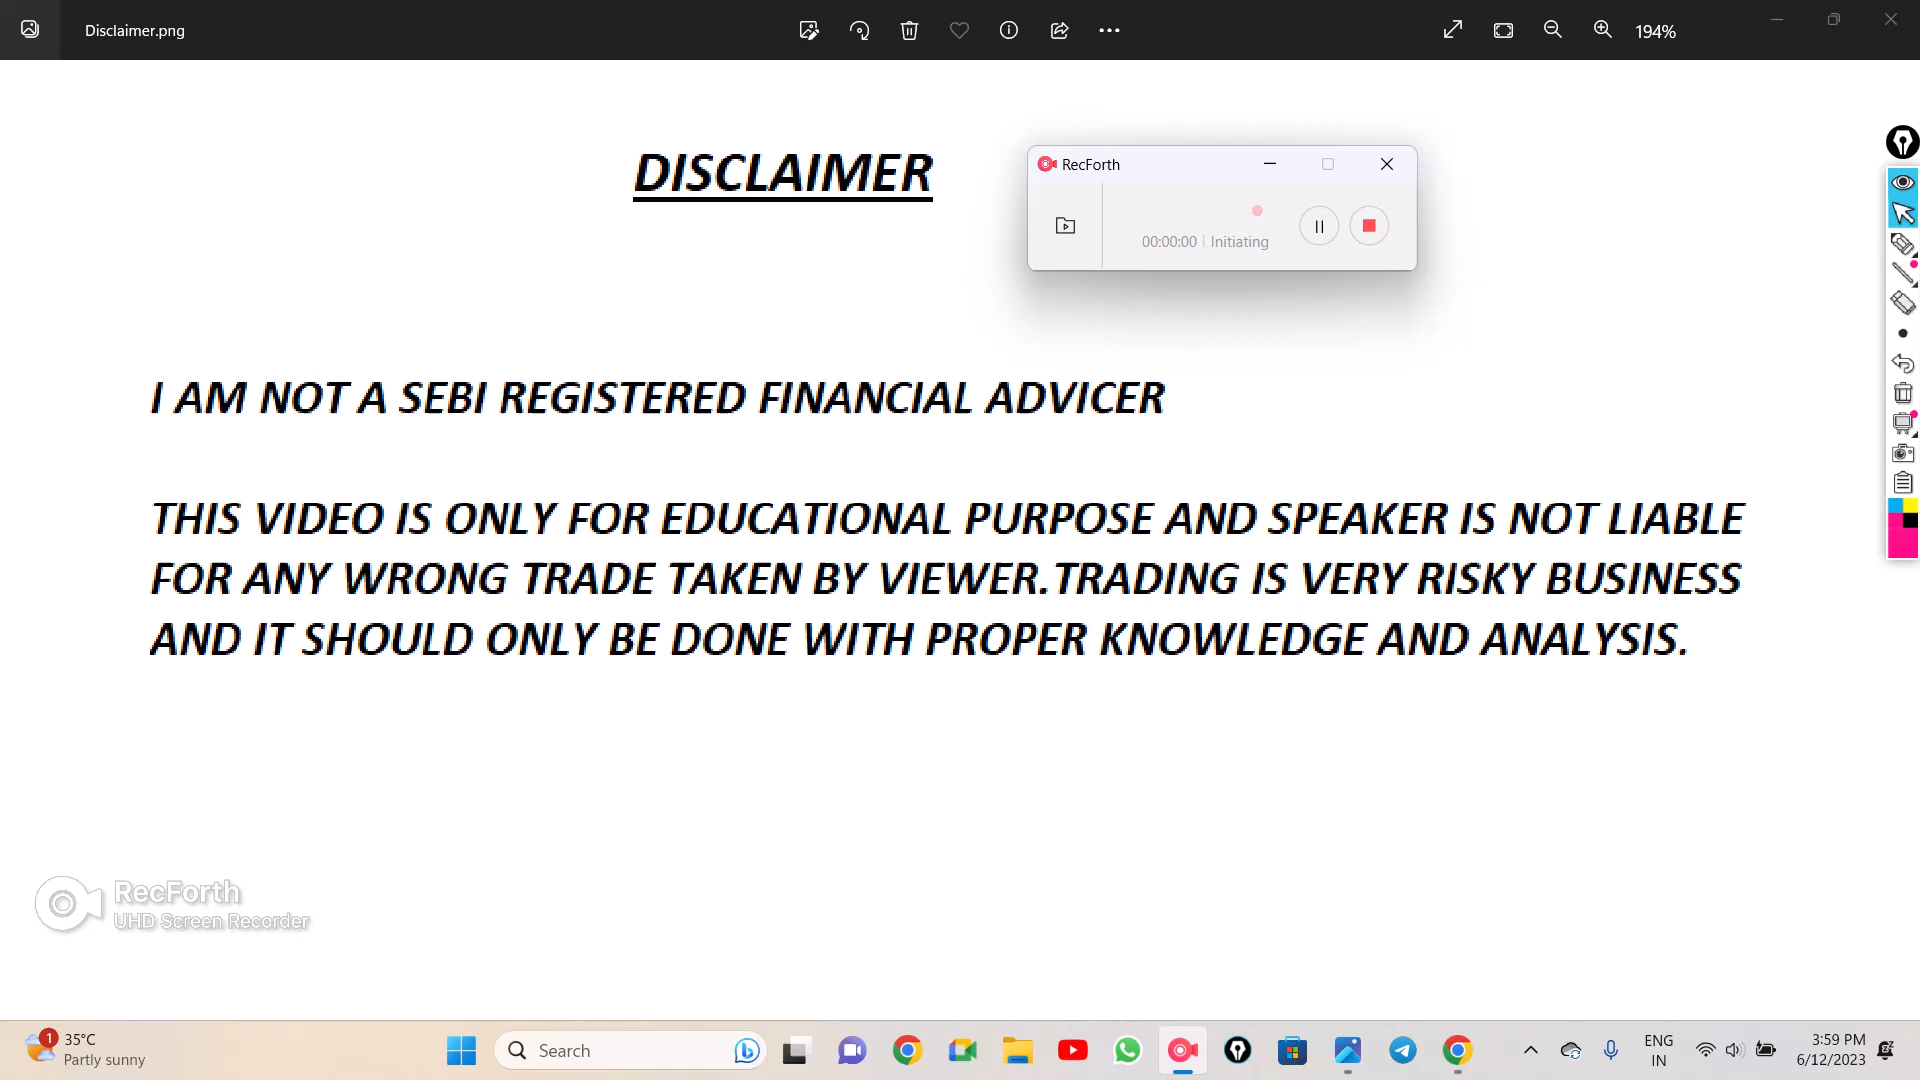 Disclaimer.png
194%
DISCLAIMER
RecForth
00:00:00 Initiating
I AM NOT A SEBI REGISTERED FINANCIAL ADVICER
THIS VIDEO IS ONLY FOR EDUCATIONAL PURPOSE AND SPEAKER IS NOT LIABLE
FOR ANY WRONG TRADE TAKEN BY VIEWER.TRADING IS VERY RISKY BUSINESS
AND IT SHOULD ONLY BE DONE WITH PROPER KNOWLEDGE AND ANALYSIS.
RecForth
UHD Screen Recorder
1
35°C
Partly sunny
Search
ENG
IN
3:59 PM
6/12/2023